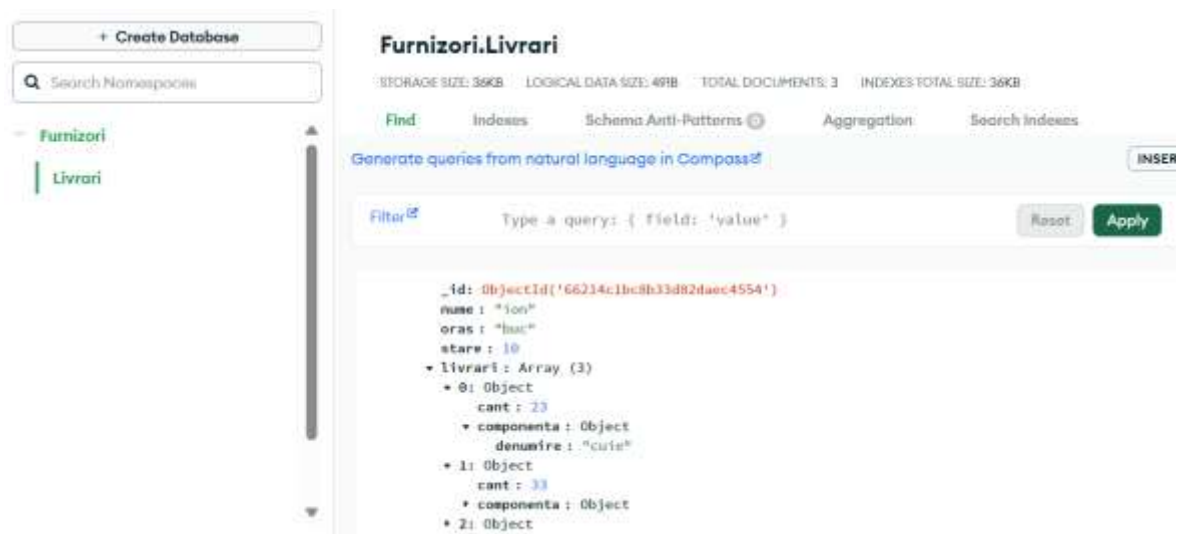 + Create Database
Search Namespaces
Furnizori
Livrari
Furnizori.Livrari
STORAGE SIZE: 36KB LOGICAL DATA SIZE: 491B TOTAL DOCUMENTS: 3 INDEXES TOTAL SIZE: 36KB
Find Indexes Schema Anti-Patterns Aggregation Search Indexes
Generate queries from natural language in Compass
INSER
Filter Type a query: { field: 'value' } Reset Apply
_id: ObjectId('66214c1bc8b33d82daec4554')
nume : "ion"
oras : "buc"
stare : 10
livrari : Array (3)
0: Object
cant : 23
componenta : Object
denumire : "cuie"
1: Object
cant : 33
componenta : Object
2: Object